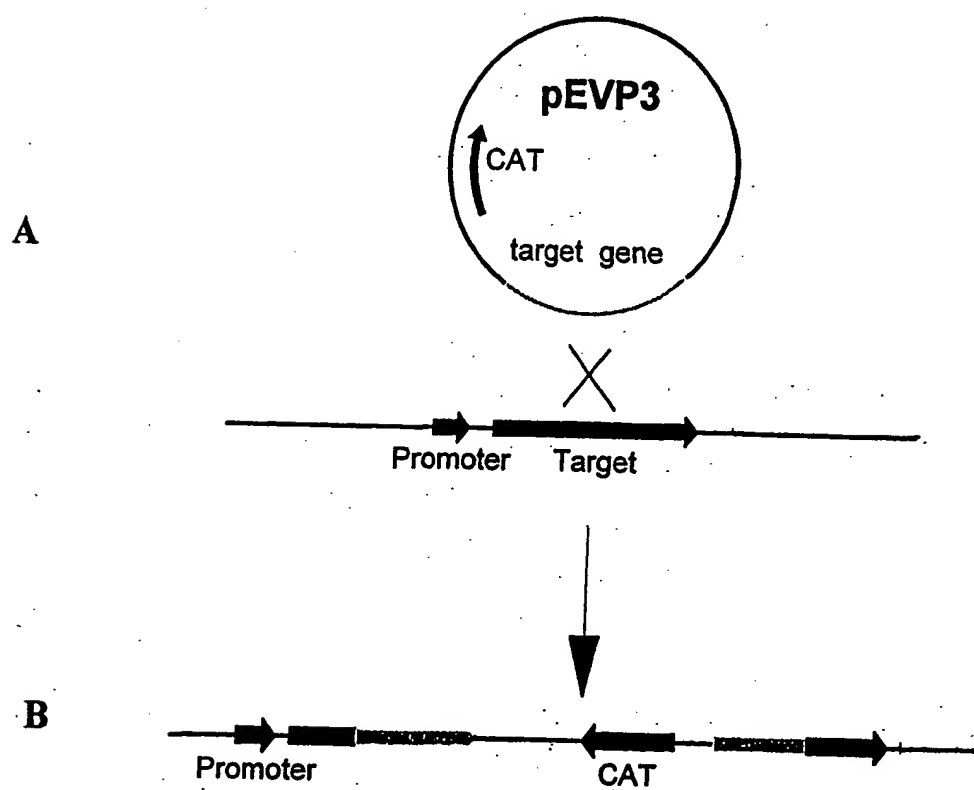 pEVP3
CAT
A
target gene
Promoter Target
B
Promoter CAT